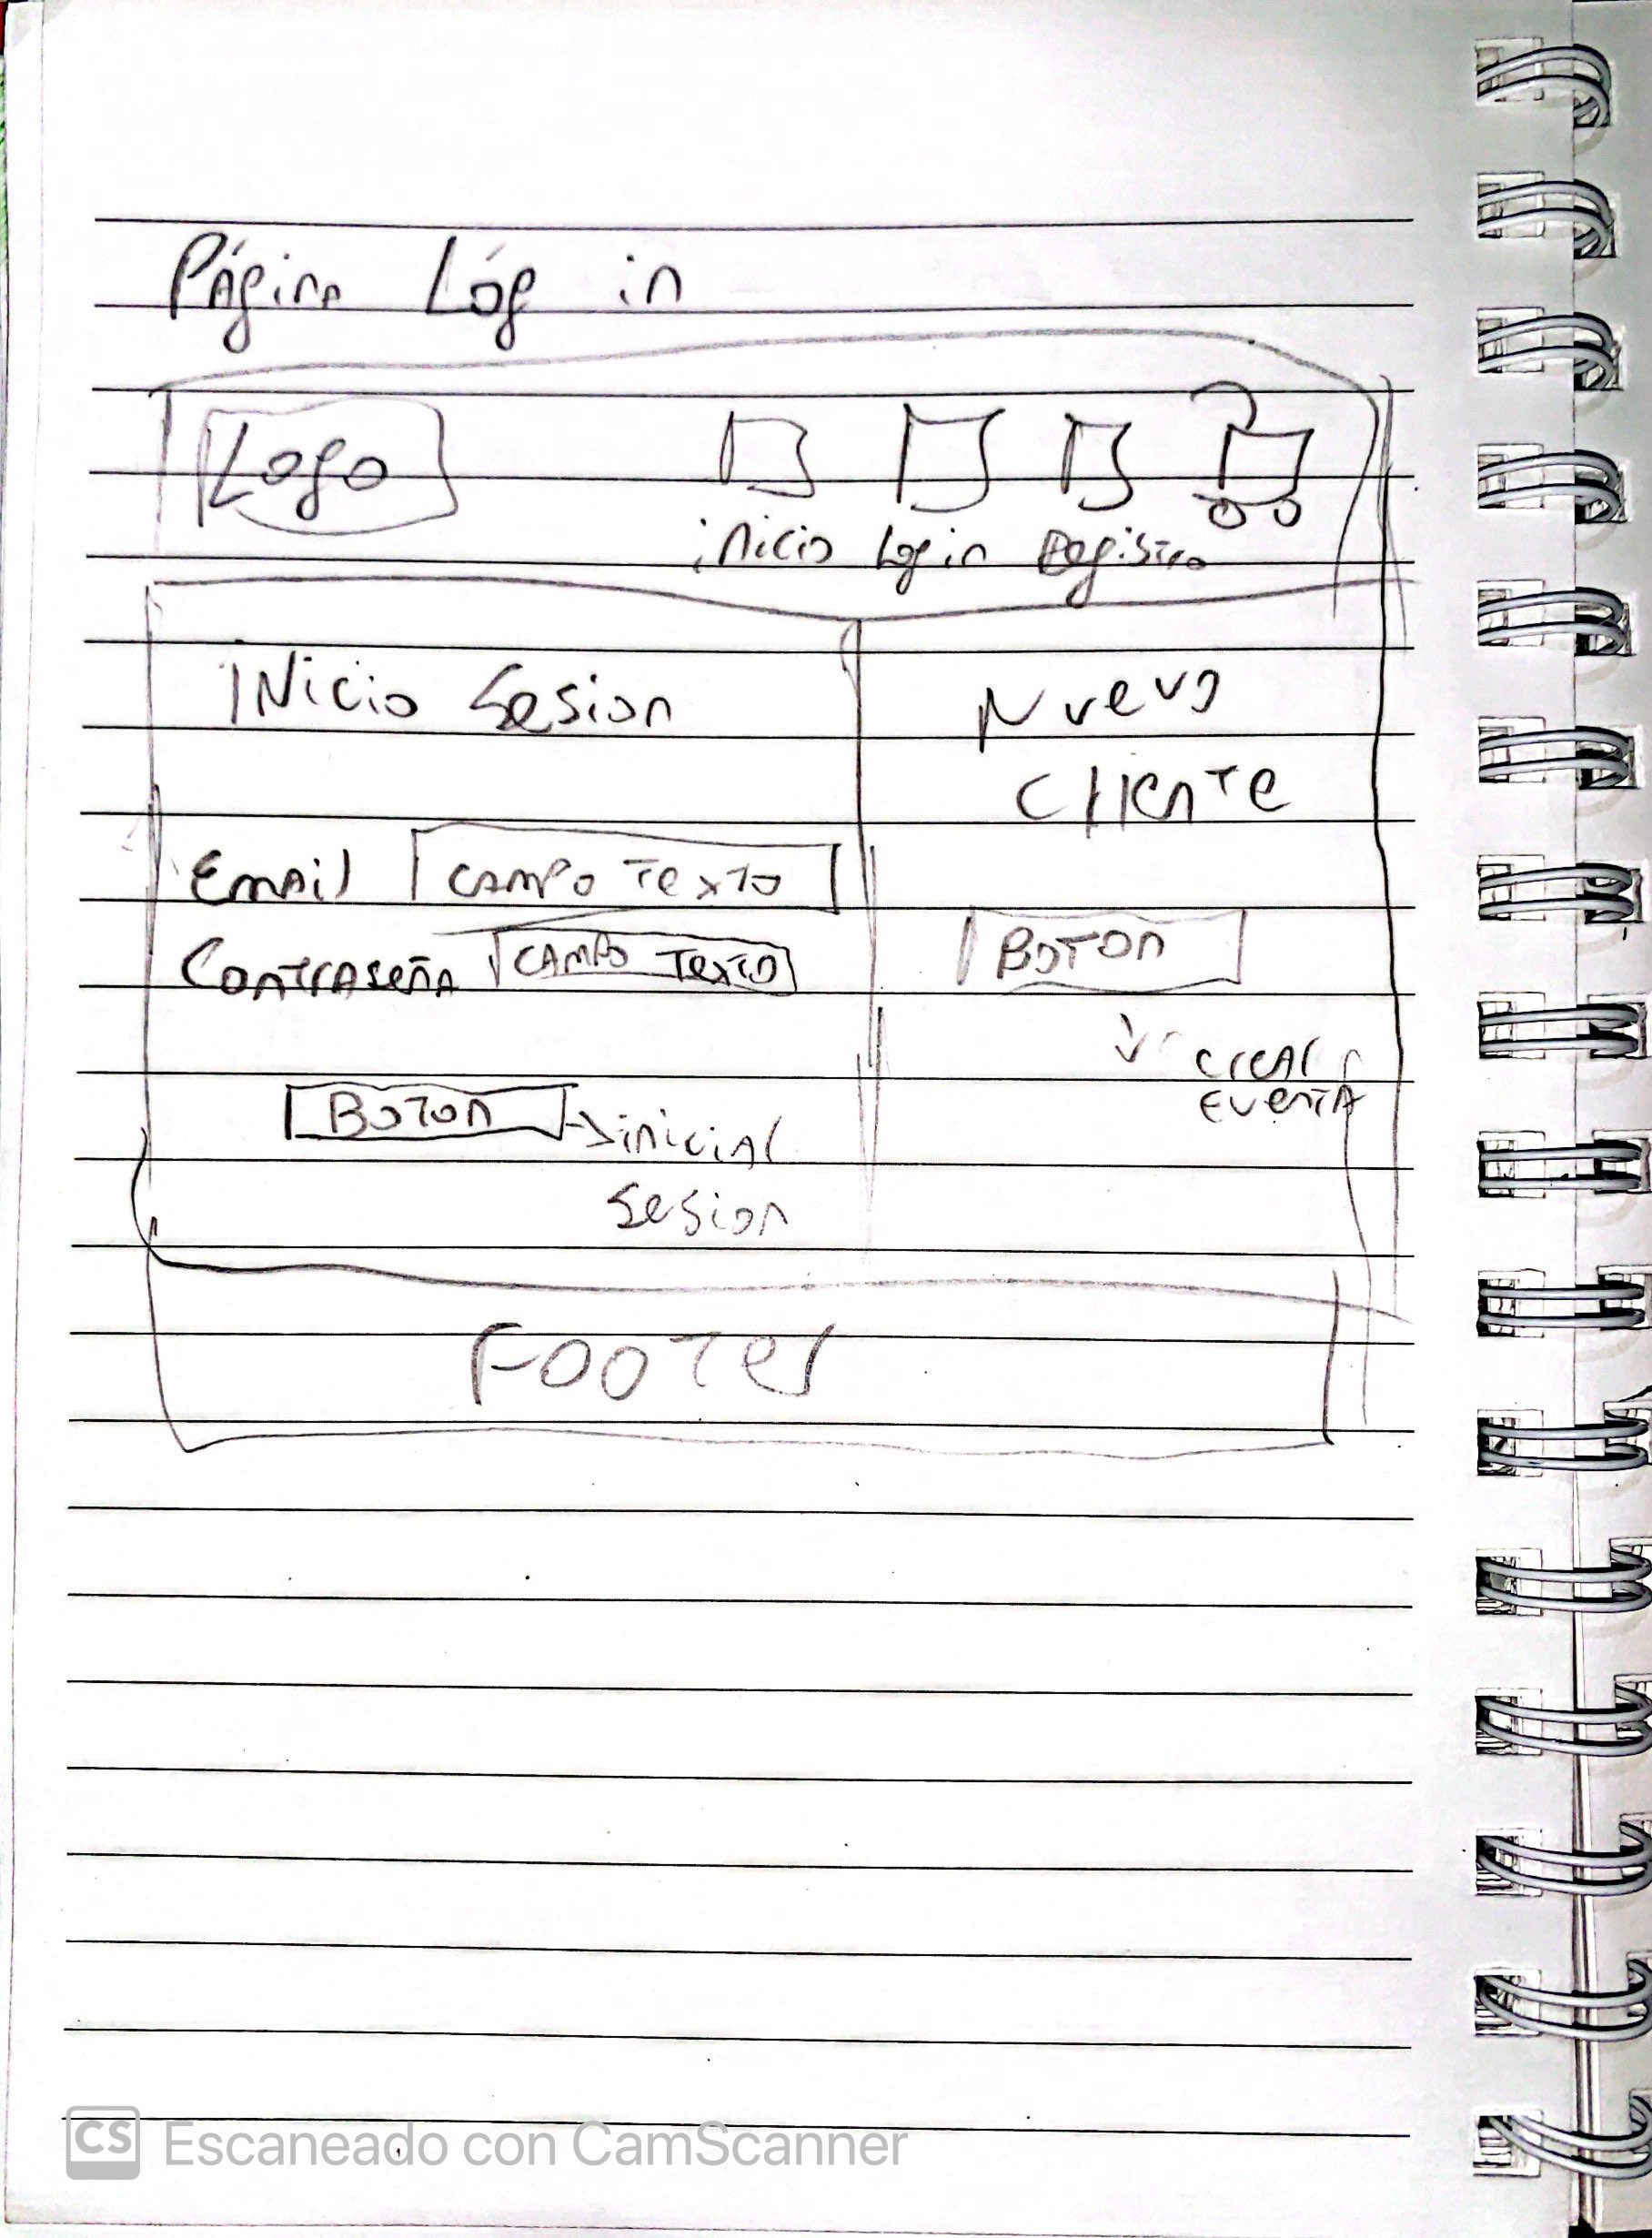 Página Lóg in
Logo
inicio Login Registro
INicio Sesion
Nuevo
Cliente
Email CAMPO TEXTO
Contraseña CAMPO TEXTO
BOTON
crear
cuenta
BOTON → iniciar
Sesion
FOOTer
CS Escaneado con CamScanner